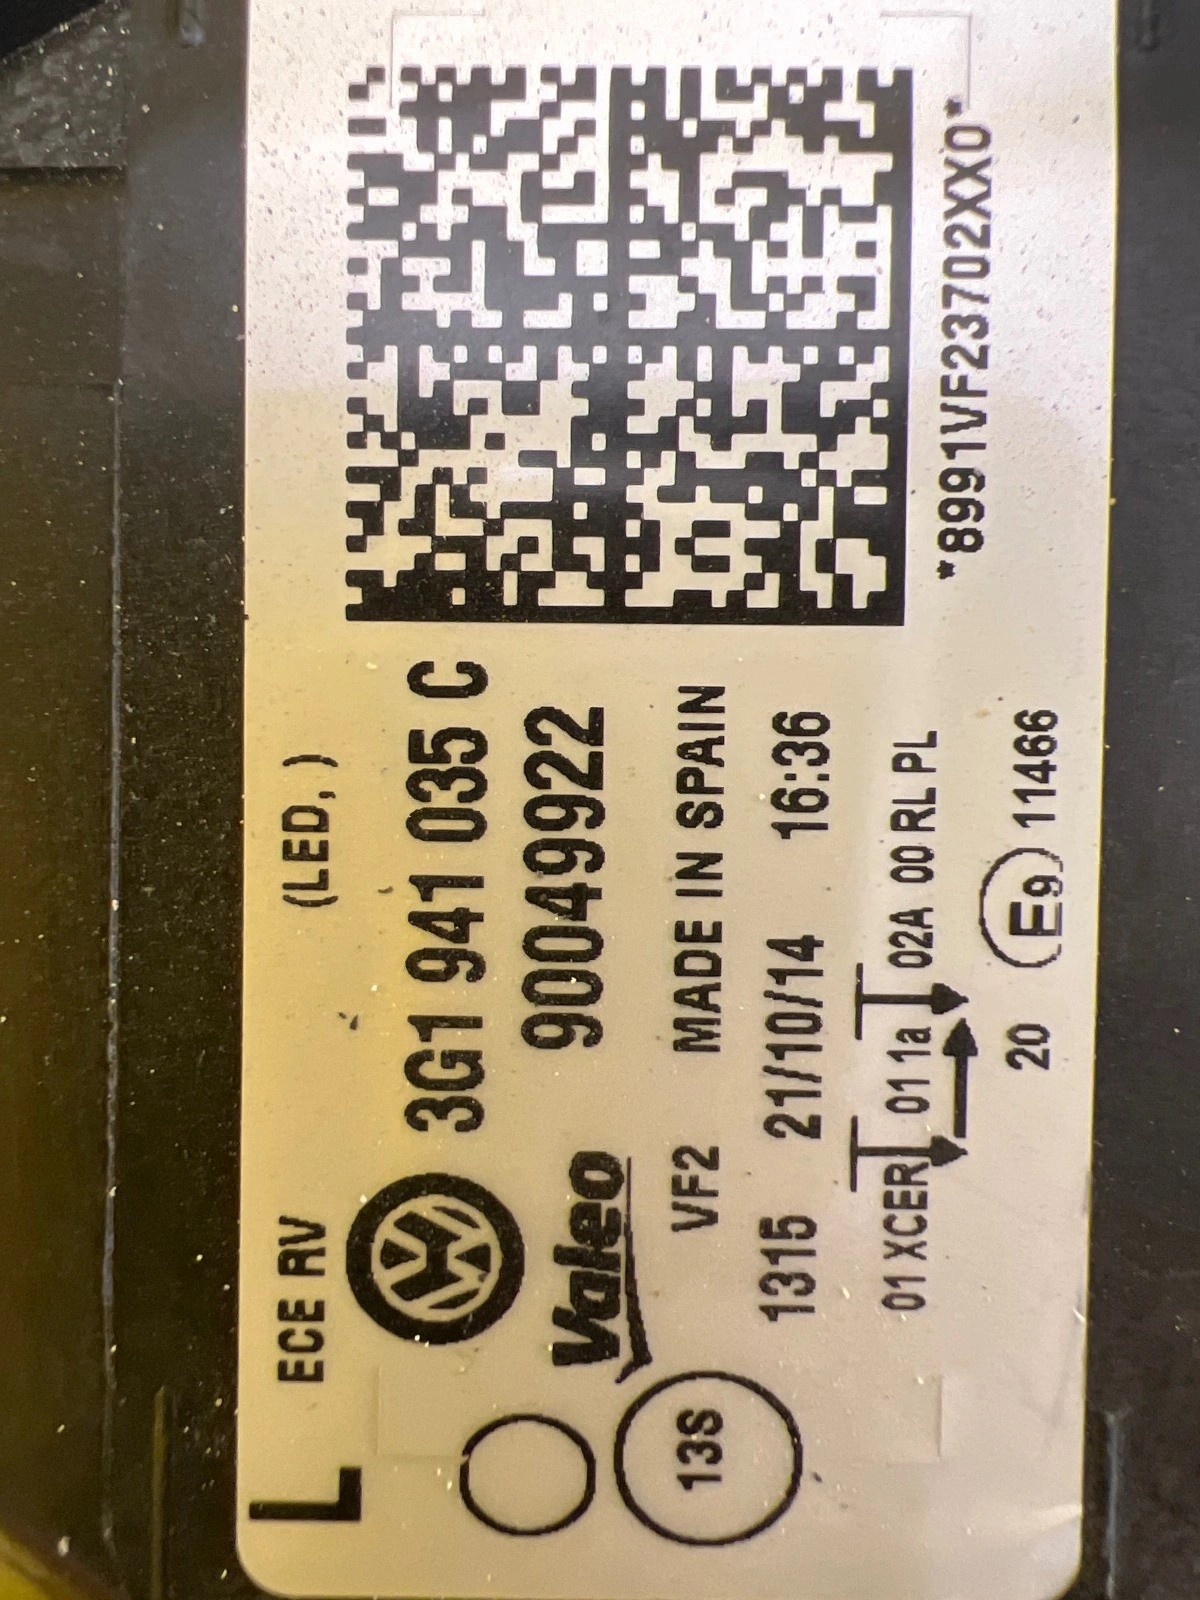 L ECE RV (LED, )
3G1 941 035 C
90049922
Valeo
VF2 MADE IN SPAIN
13S
1315 21/10/14 16:36
01 XCER 01 1a 02A 00 RL PL
20 E9 11466
*8991VF23702XX0*